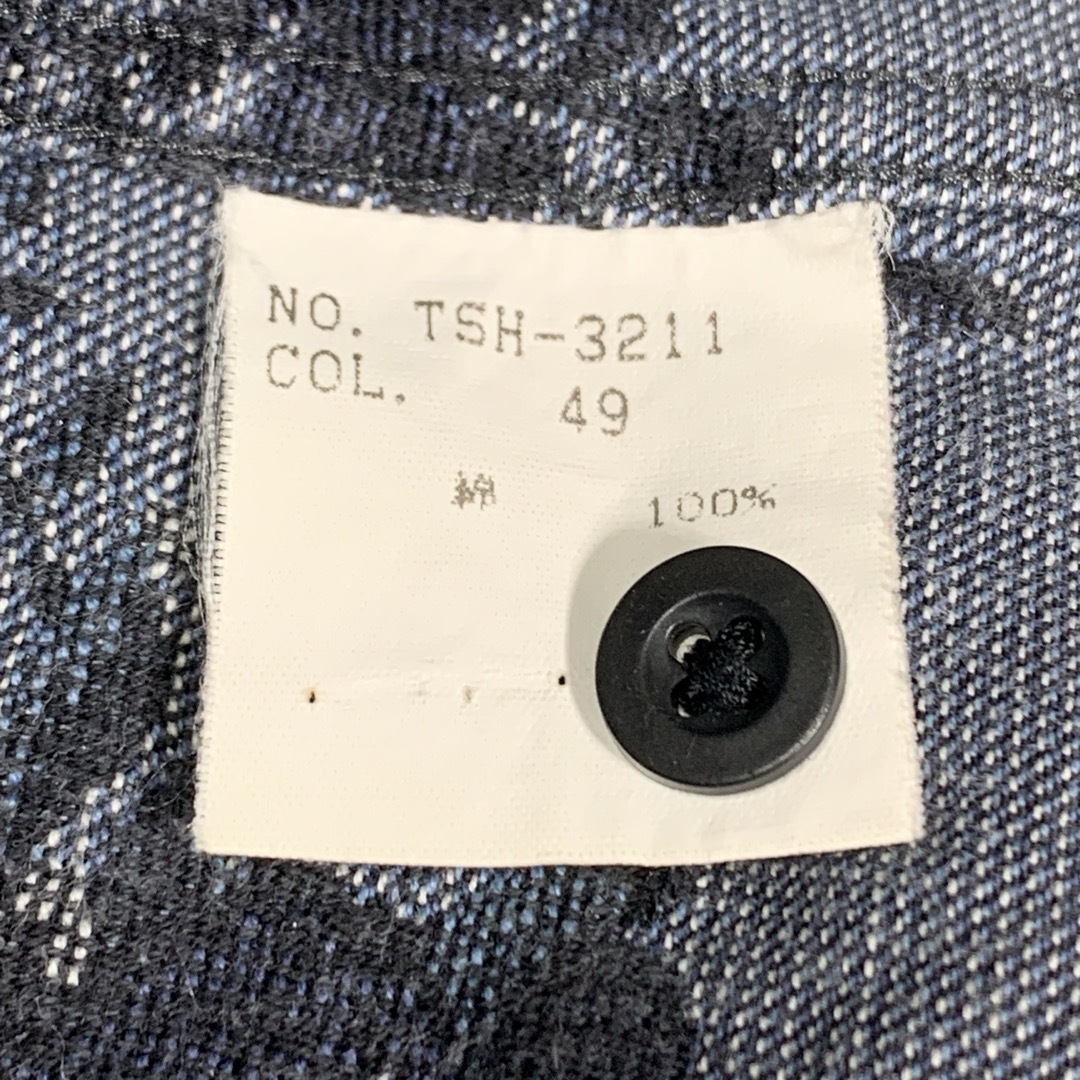 NO. TSH-3211
COL. 49
綿 100%